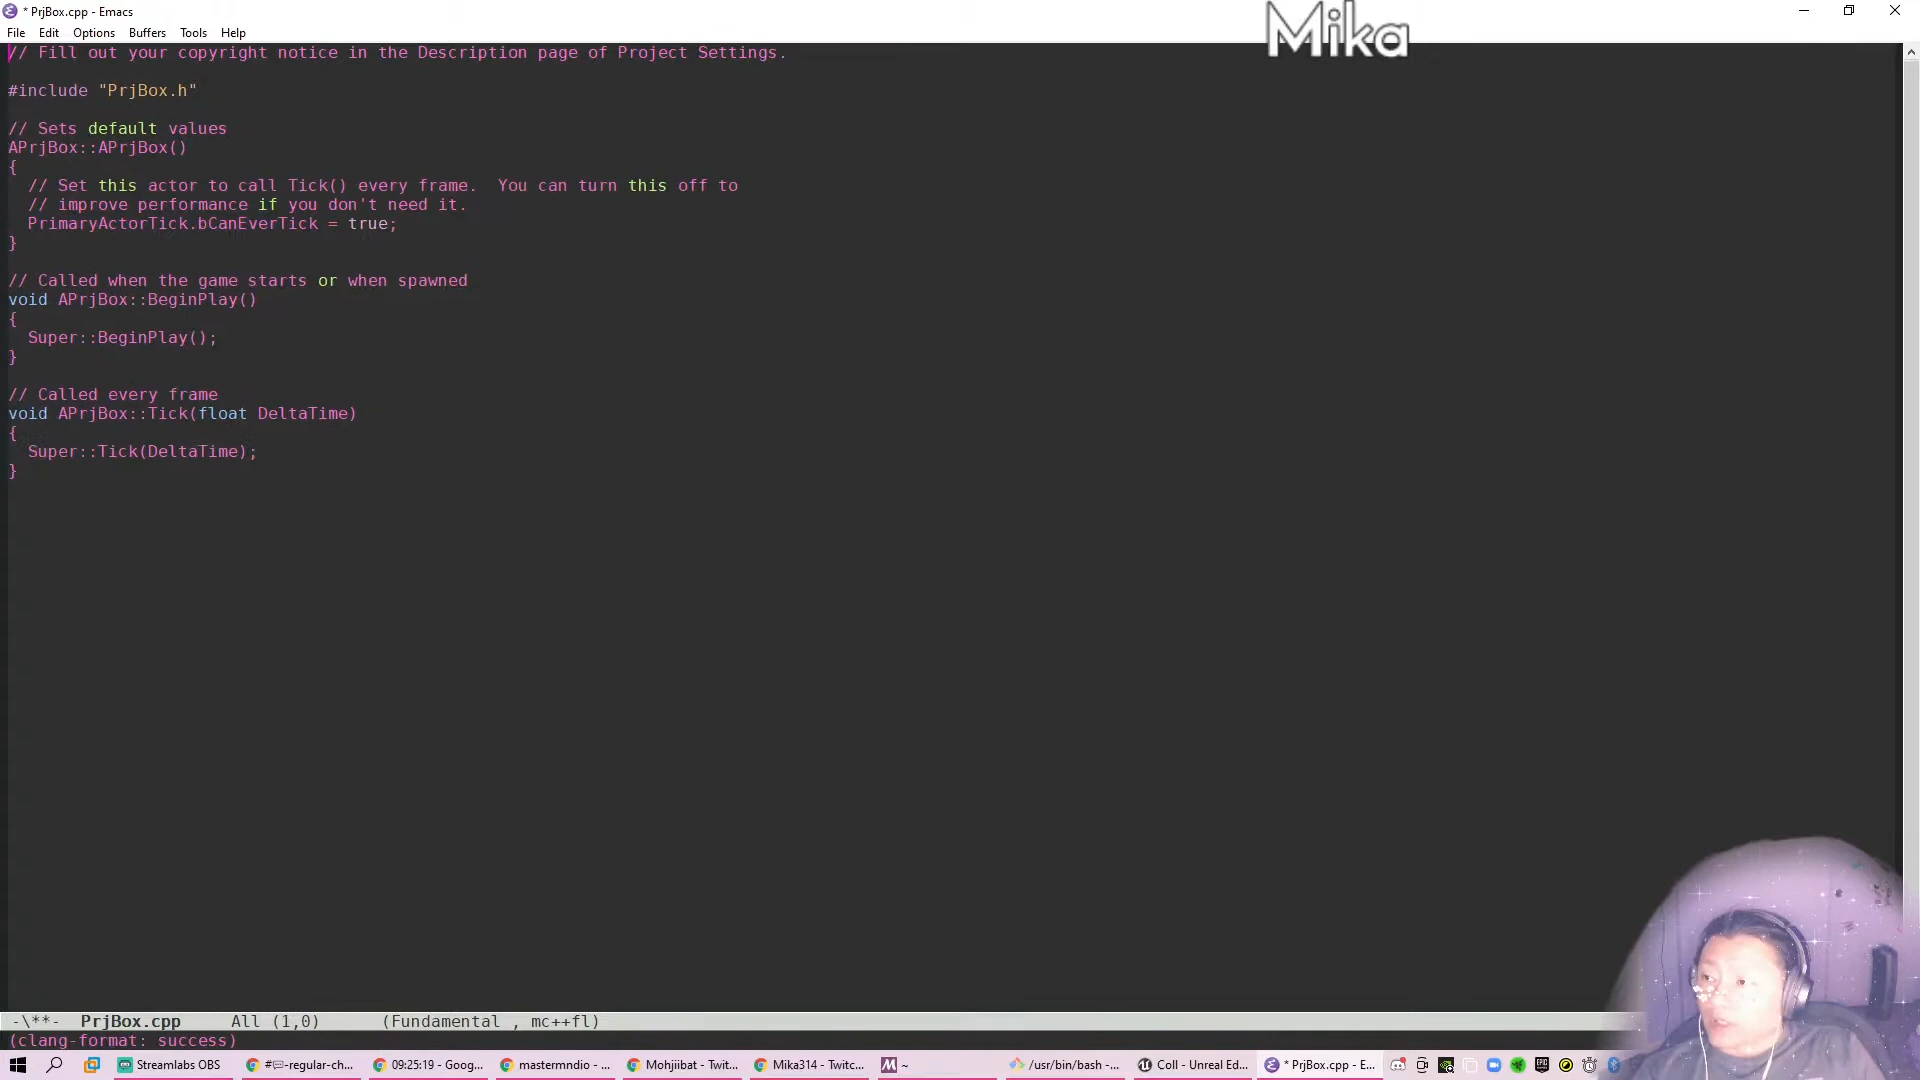 * PrjBox.cpp - Emacs
Mika
File Edit Options Buffers Tools Help
// Fill out your copyright notice in the Description page of Project Settings.
#include "PrjBox.h"
// Sets default values
APrjBox::APrjBox()
{
// Set this actor to call Tick() every frame.  You can turn this off to
// improve performance if you don't need it.
PrimaryActorTick.bCanEverTick = true;
}
// Called when the game starts or when spawned
void APrjBox::BeginPlay()
{
Super::BeginPlay();
}
// Called every frame
void APrjBox::Tick(float DeltaTime)
{
Super::Tick(DeltaTime);
}
-\**-  PrjBox.cpp     All (1,0)      (Fundamental , mc++fl)
(clang-format: success)
Streamlabs OBS #-regular-ch... 09:25:19 - Goog... mastermndio - ... Mohjiibat - Twit... Mika314 - Twitc... ~ /usr/bin/bash -... Coll - Unreal Ed... * PrjBox.cpp - E...